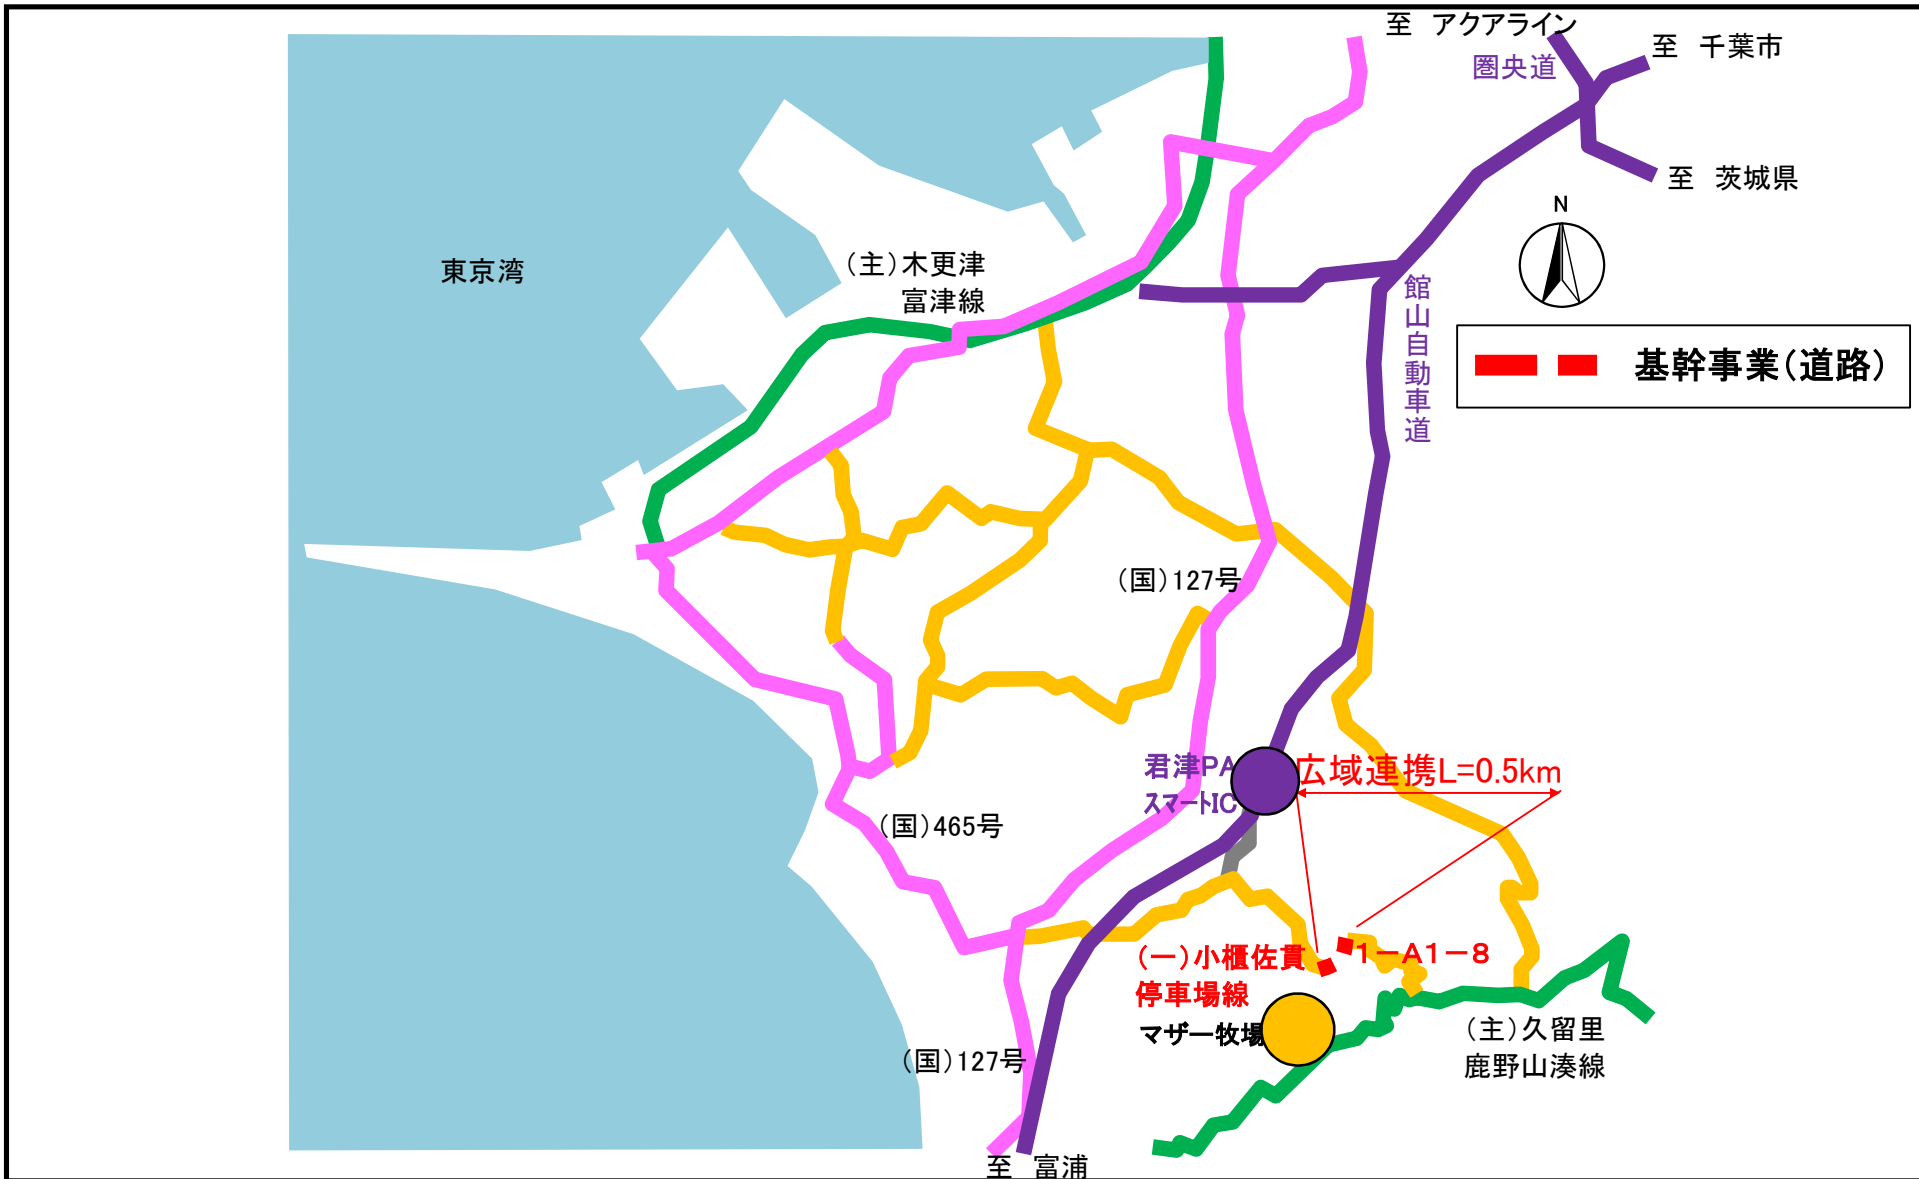 至　アクアライン
圏央道
至　千葉市
至　茨城県
N
東京湾
（主）木更津
富津線
館山自動車道
基幹事業（道路）
（国）127号
君津PA
スマートIC
広域連携L=0.5km
（国）465号
（一）小櫃佐貫
停車場線
1－A1－8
マザー牧場
（主）久留里
鹿野山湊線
（国）127号
至　富浦